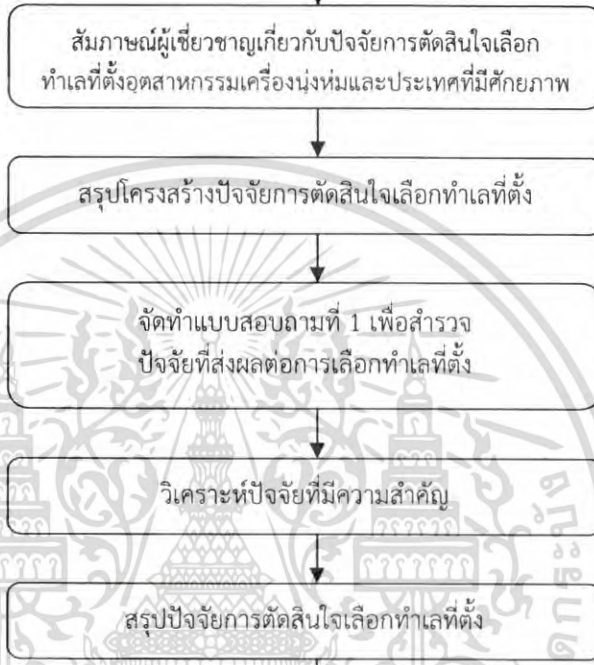 สัมภาษณ์ผู้เชี่ยวชาญเกี่ยวกับปัจจัยการตัดสินใจเลือก
ทำเลที่ตั้งอุตสาหกรรมเครื่องนุ่งห่มและประเทศที่มีศักยภาพ
สรุปโครงสร้างปัจจัยการตัดสินใจเลือกทำเลที่ตั้ง
จัดทำแบบสอบถามที่ 1 เพื่อสำรวจ
ปัจจัยที่ส่งผลต่อการเลือกทำเลที่ตั้ง
วิเคราะห์ปัจจัยที่มีความสำคัญ
สรุปปัจจัยการตัดสินใจเลือกทำเลที่ตั้ง